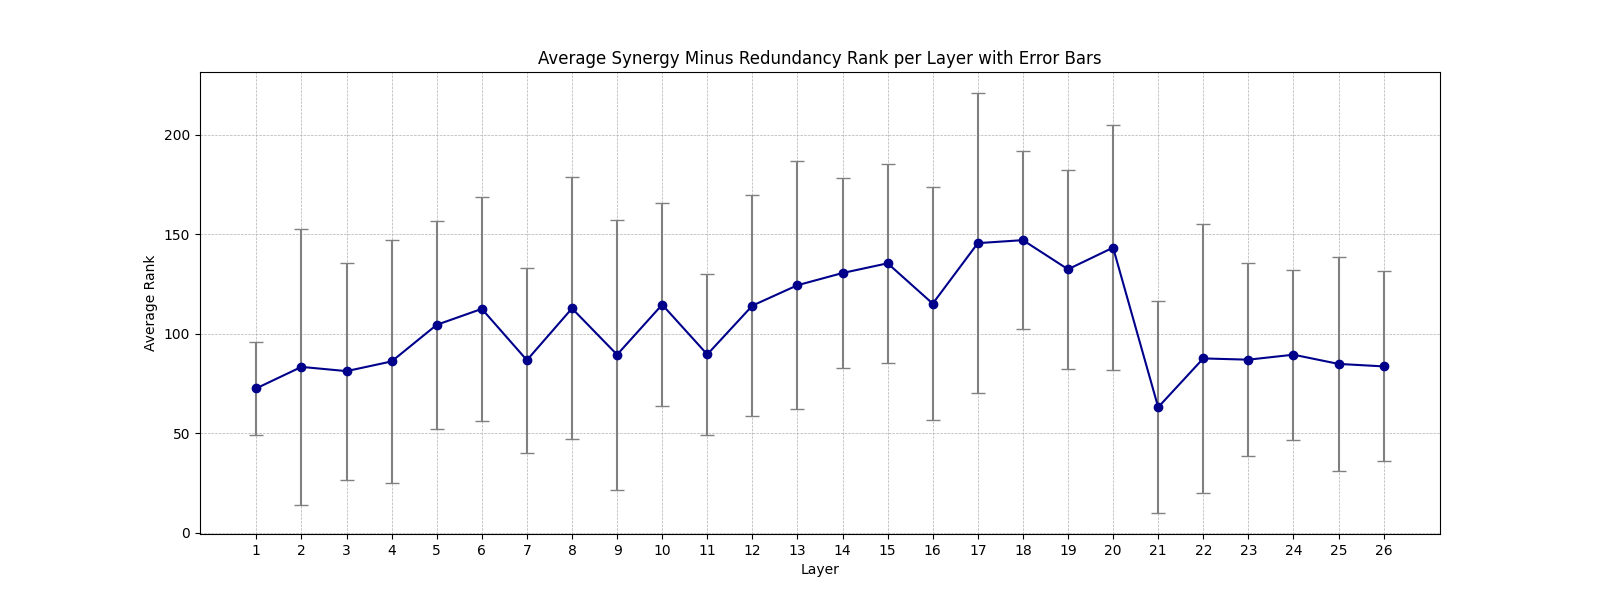 Average Synergy Minus Redundancy Rank per Layer with Error Bars
Average Rank
200
150
100
50
0
1 2 3 4 5 6 7 8 9 10 11 12 13 14 15 16 17 18 19 20 21 22 23 24 25 26
Layer